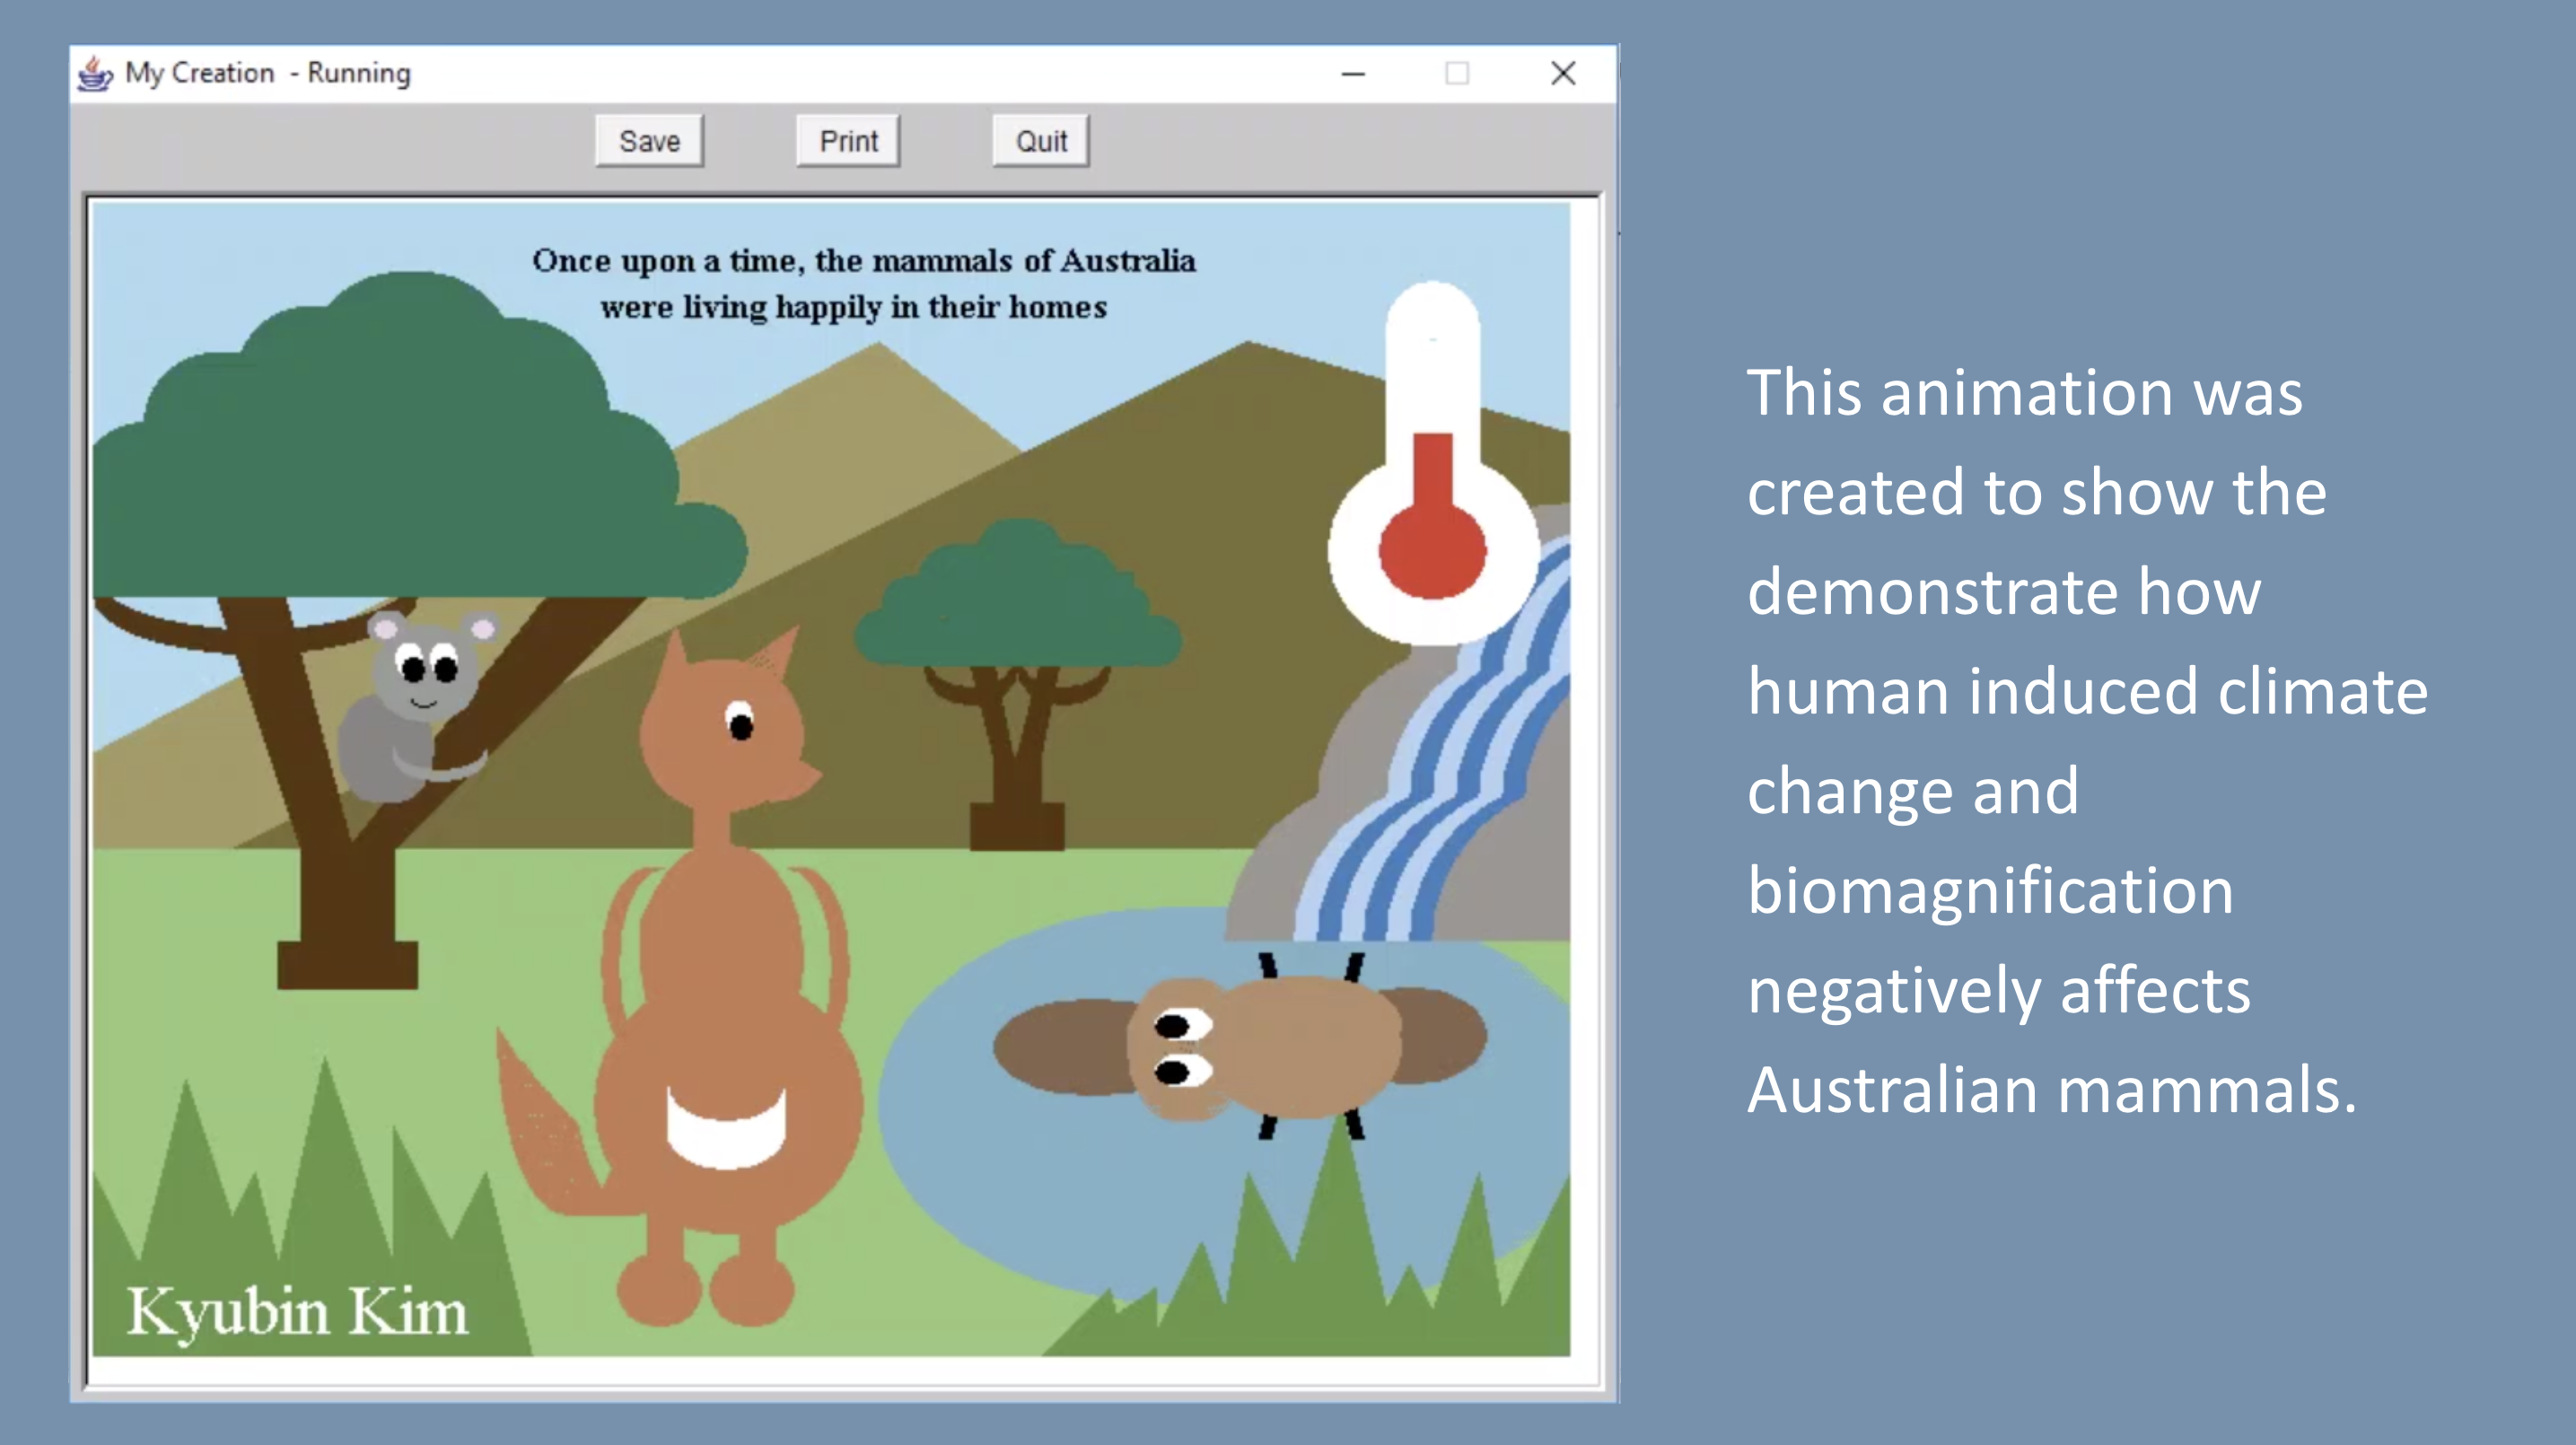 My Creation - Running
Save Print Quit
Once upon a time, the mammals of Australia
were living happily in their homes
Kyubin Kim
This animation was
created to show the
demonstrate how
human induced climate
change and
biomagnification
negatively affects
Australian mammals.